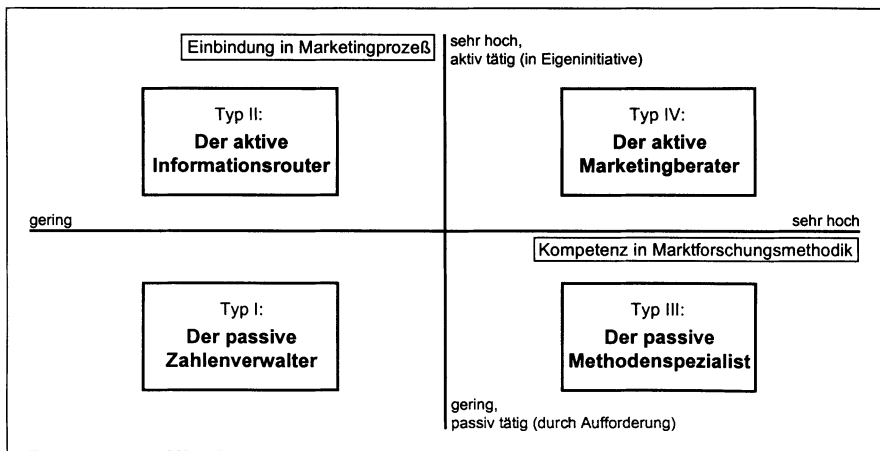 Einbindung in Marketingprozeß
sehr hoch,
aktiv tätig (in Eigeninitiative)
Typ II:
Der aktive
Informationsrouter
Typ IV:
Der aktive
Marketingberater
gering
sehr hoch
Kompetenz in Marktforschungsmethodik
Typ I:
Der passive
Zahlenverwalter
Typ III:
Der passive
Methodenspezialist
gering,
passiv tätig (durch Aufforderung)